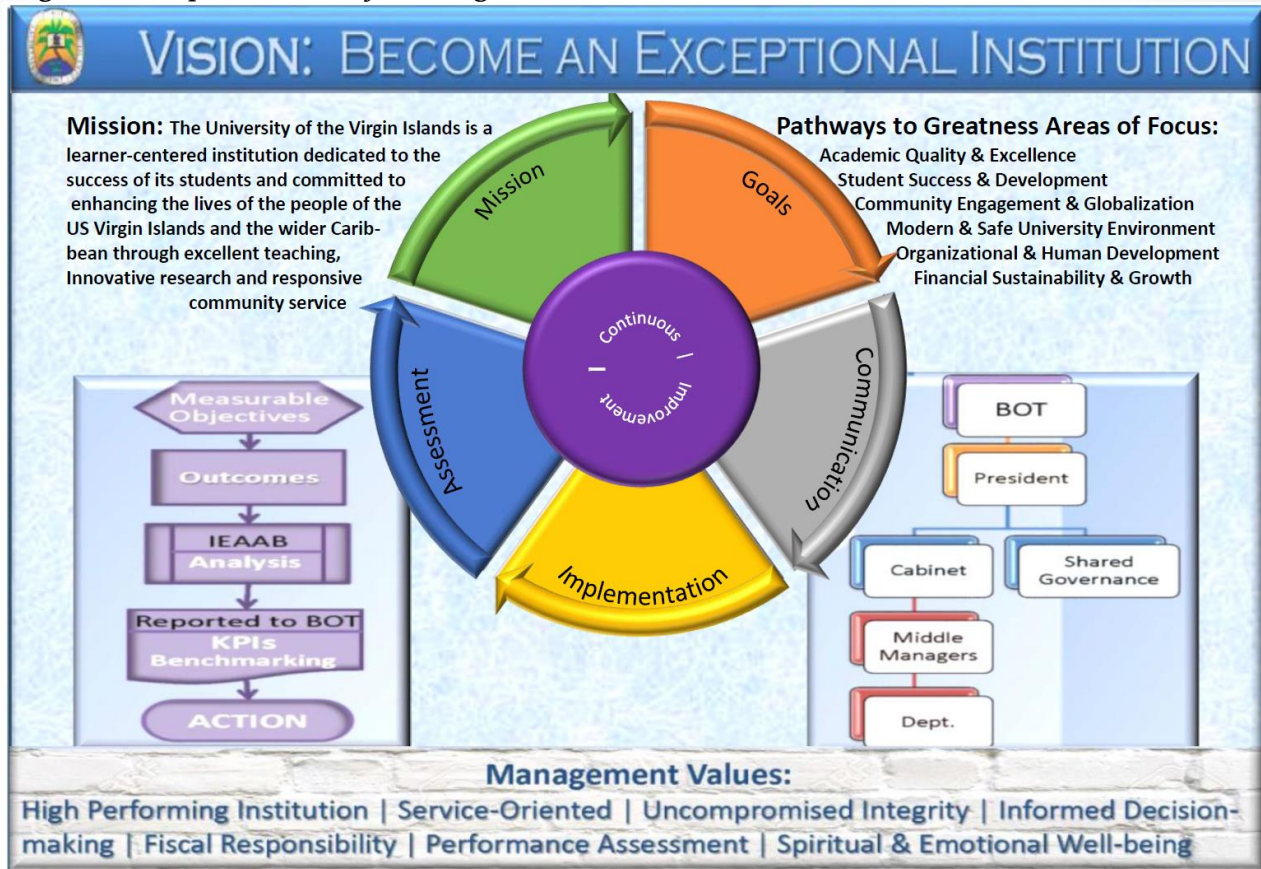 VISION: BECOME AN EXCEPTIONAL INSTITUTION
Mission: The University of the Virgin Islands is a
learner-centered institution dedicated to the
success of its students and committed to
enhancing the lives of the people of the
US Virgin Islands and the wider Carib-
bean through excellent teaching,
Innovative research and responsive
community service
Pathways to Greatness Areas of Focus:
Academic Quality & Excellence
Student Success & Development
Community Engagement & Globalization
Modern & Safe University Environment
Organizational & Human Development
Financial Sustainability & Growth
Mission
Goals
Communication
Implementation
Assessment
Continuous |
Improvement |
Measurable
Objectives
Outcomes
IEAAB
Analysis
Reported to BOT
KPIs
Benchmarking
ACTION
BOT
President
Cabinet
Shared
Governance
Middle
Managers
Dept.
Management Values:
High Performing Institution | Service-Oriented | Uncompromised Integrity | Informed Decision-
making | Fiscal Responsibility | Performance Assessment | Spiritual & Emotional Well-being